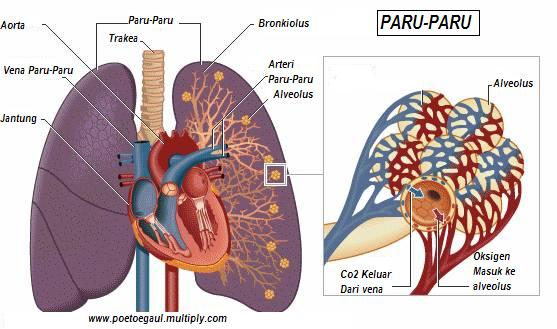 PARU-PARU
Aorta
Paru-Paru
Trakea
Bronkiolus
Vena Paru-Paru
Arteri
Paru-Paru
Alveolus
Jantung
Alveolus
Co2 Keluar
Dari vena
Oksigen
Masuk ke
alveolus
www.poetoegaul.multiply.com